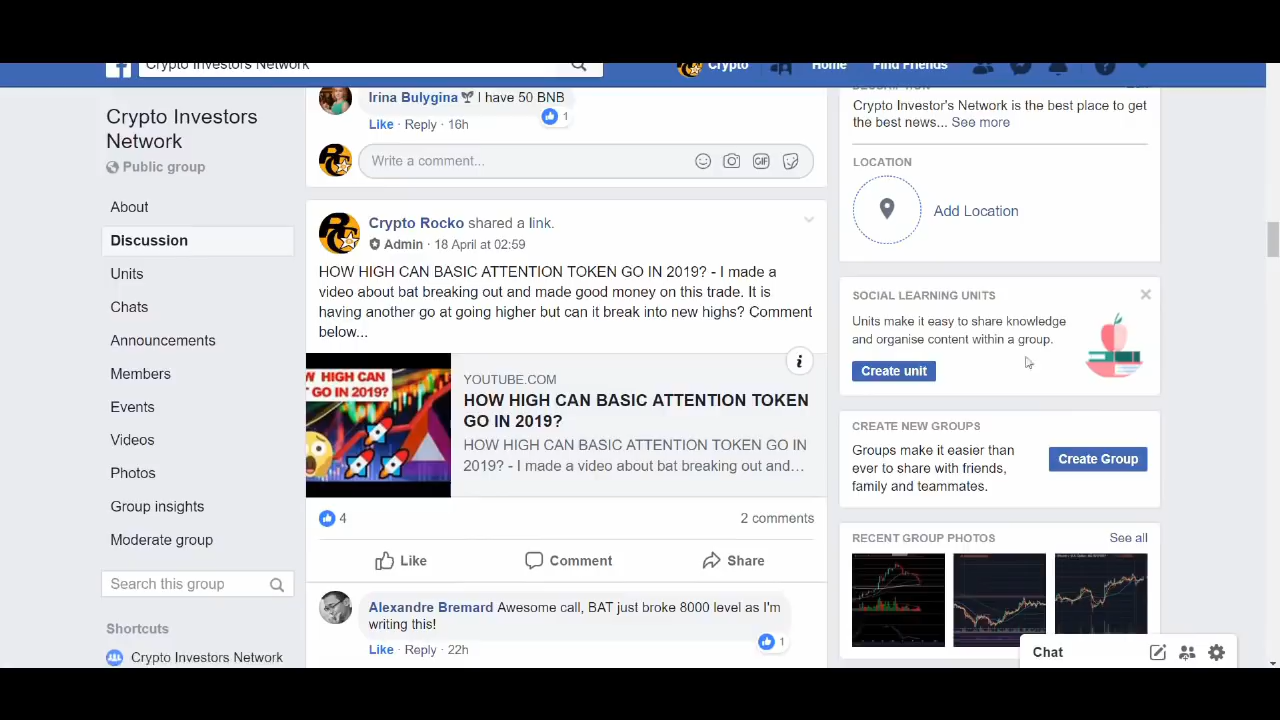 Crypto Investors Network
Crypto
Home
Find Friends
Crypto Investors
Network
Public group
About
Discussion
Units
Chats
Announcements
Members
Events
Videos
Photos
Group insights
Moderate group
Search this group
Shortcuts
Crypto Investors Network
Irina Bulygina I have 50 BNB
1
Like · Reply · 16h
Write a comment...
GIF
Crypto Rocko shared a link.
Admin · 18 April at 02:59
HOW HIGH CAN BASIC ATTENTION TOKEN GO IN 2019? - I made a
video about bat breaking out and made good money on this trade. It is
having another go at going higher but can it break into new highs? Comment
below...
W HIGH CAN
GO IN 2019?
YOUTUBE.COM
HOW HIGH CAN BASIC ATTENTION TOKEN
GO IN 2019?
HOW HIGH CAN BASIC ATTENTION TOKEN GO IN
2019? - I made a video about bat breaking out and...
4
2 comments
Like
Comment
Share
Alexandre Bremard Awesome call, BAT just broke 8000 level as I'm
writing this!
1
Like · Reply · 22h
DESCRIPTION
Crypto Investor's Network is the best place to get
the best news... See more
LOCATION
Add Location
SOCIAL LEARNING UNITS
Units make it easy to share knowledge
and organise content within a group.
Create unit
CREATE NEW GROUPS
Groups make it easier than
ever to share with friends,
family and teammates.
Create Group
RECENT GROUP PHOTOS
See all
Chat